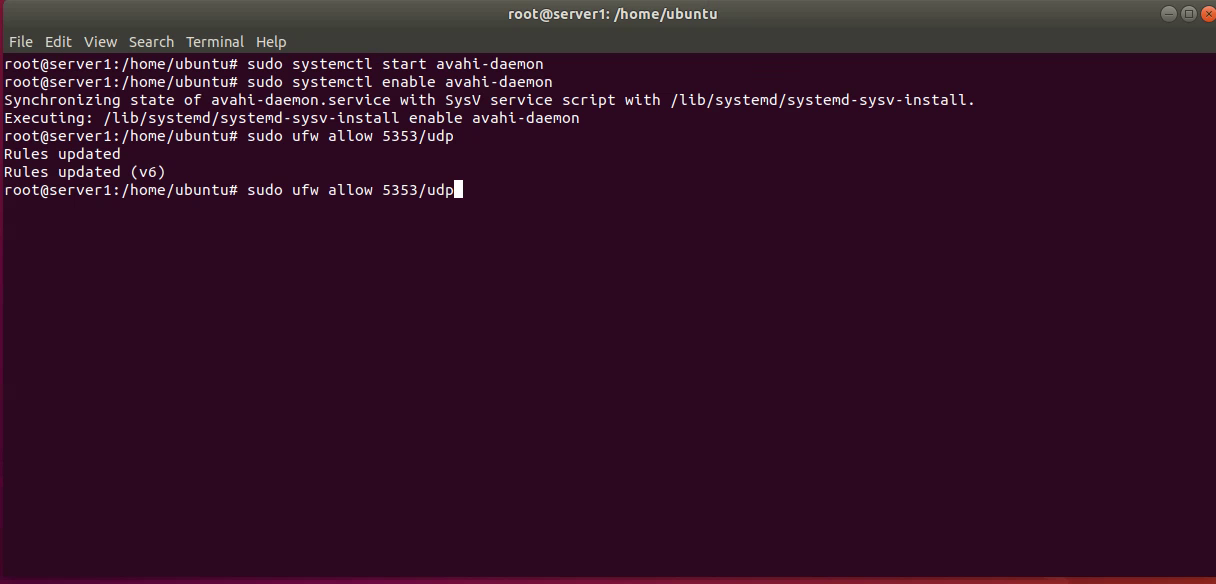 root@server1: /home/ubuntu
File Edit View Search Terminal Help
root@server1:/home/ubuntu# sudo systemctl start avahi-daemon
root@server1:/home/ubuntu# sudo systemctl enable avahi-daemon
Synchronizing state of avahi-daemon.service with SysV service script with /lib/systemd/systemd-sysv-install.
Executing: /lib/systemd/systemd-sysv-install enable avahi-daemon
root@server1:/home/ubuntu# sudo ufw allow 5353/udp
Rules updated
Rules updated (v6)
root@server1:/home/ubuntu# sudo ufw allow 5353/udp